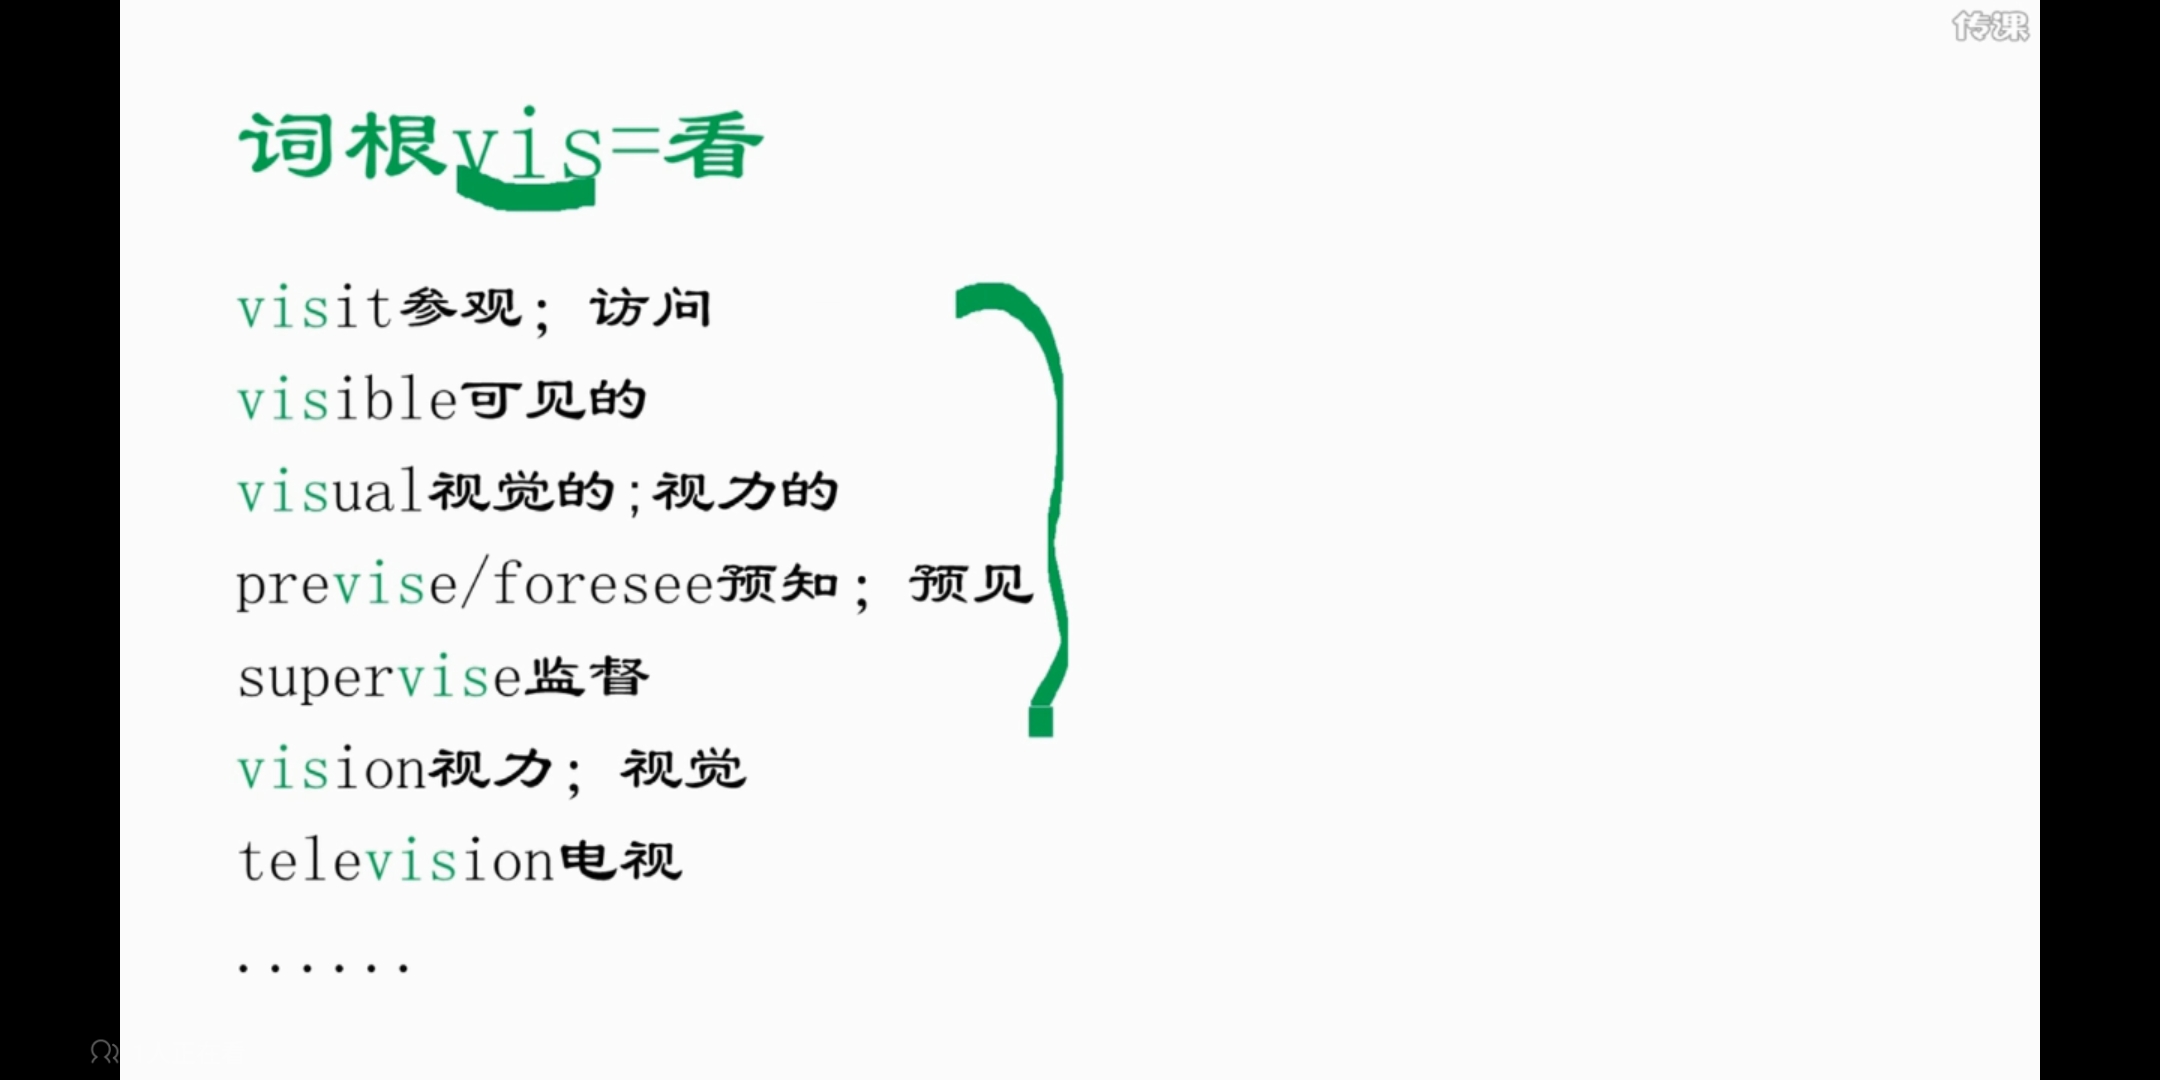 传课
词根vis=看
visit参观；访问
visible可见的
visual视觉的;视力的
previse/foresee预知；预见
supervise监督
vision视力；视觉
television电视
......